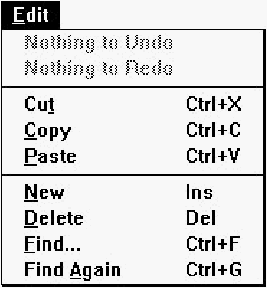 Edit
Nothing to Undo
Nothing to Redo
Cut Ctrl+X
Copy Ctrl+C
Paste Ctrl+V
New Ins
Delete Del
Find... Ctrl+F
Find Again Ctrl+G